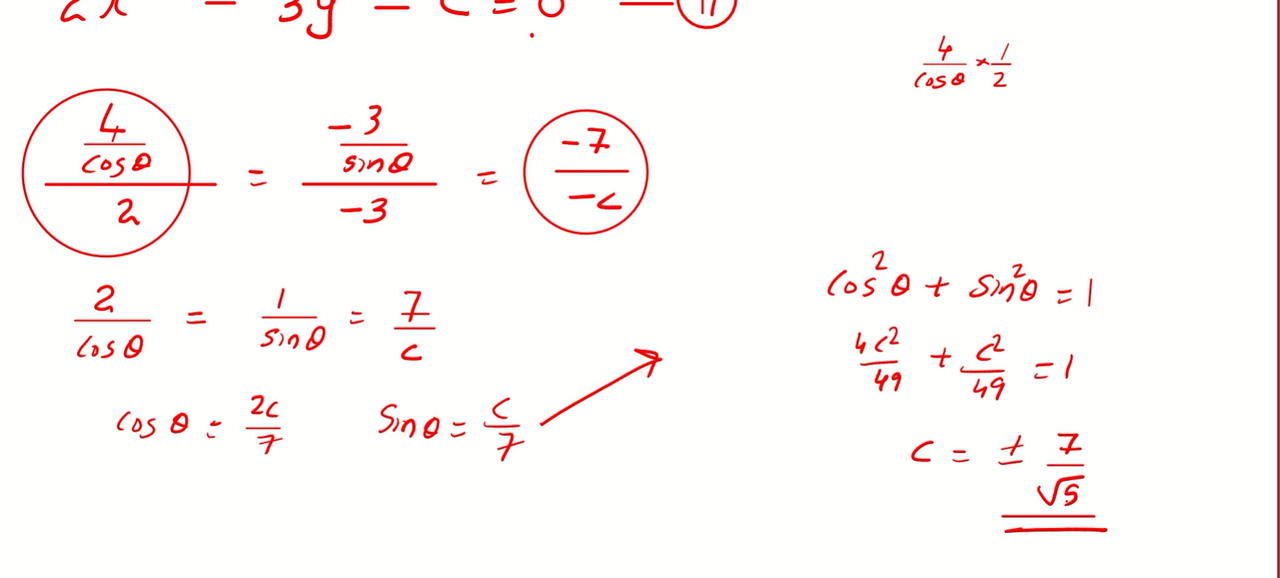 2x - 3y - c = 0 — (II)
4/cosθ × 1/2
(4/cosθ)/2 = (-3/sinθ)/-3 = -7/-c
2/cosθ = 1/sinθ = 7/c
cosθ = 2c/7 sinθ = c/7
cos²θ + sin²θ = 1
4c²/49 + c²/49 = 1
c = ± 7/√5